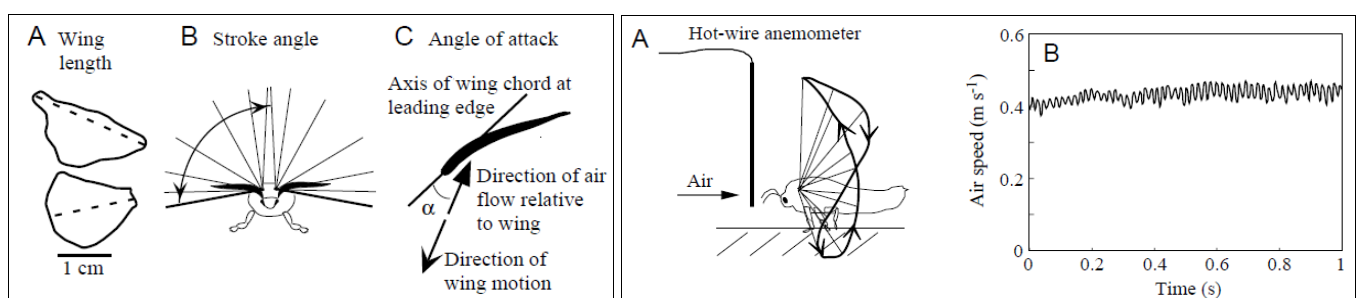 A Wing
length
1 cm
B Stroke angle
C Angle of attack
Axis of wing chord at
leading edge
Direction of air
flow relative
to wing
α
Direction of
wing motion
A
Hot-wire anemometer
Air
B
Air speed (m s-1)
0.6
0.4
0.2
0
0 0.2 0.4 0.6 0.8 1
Time (s)